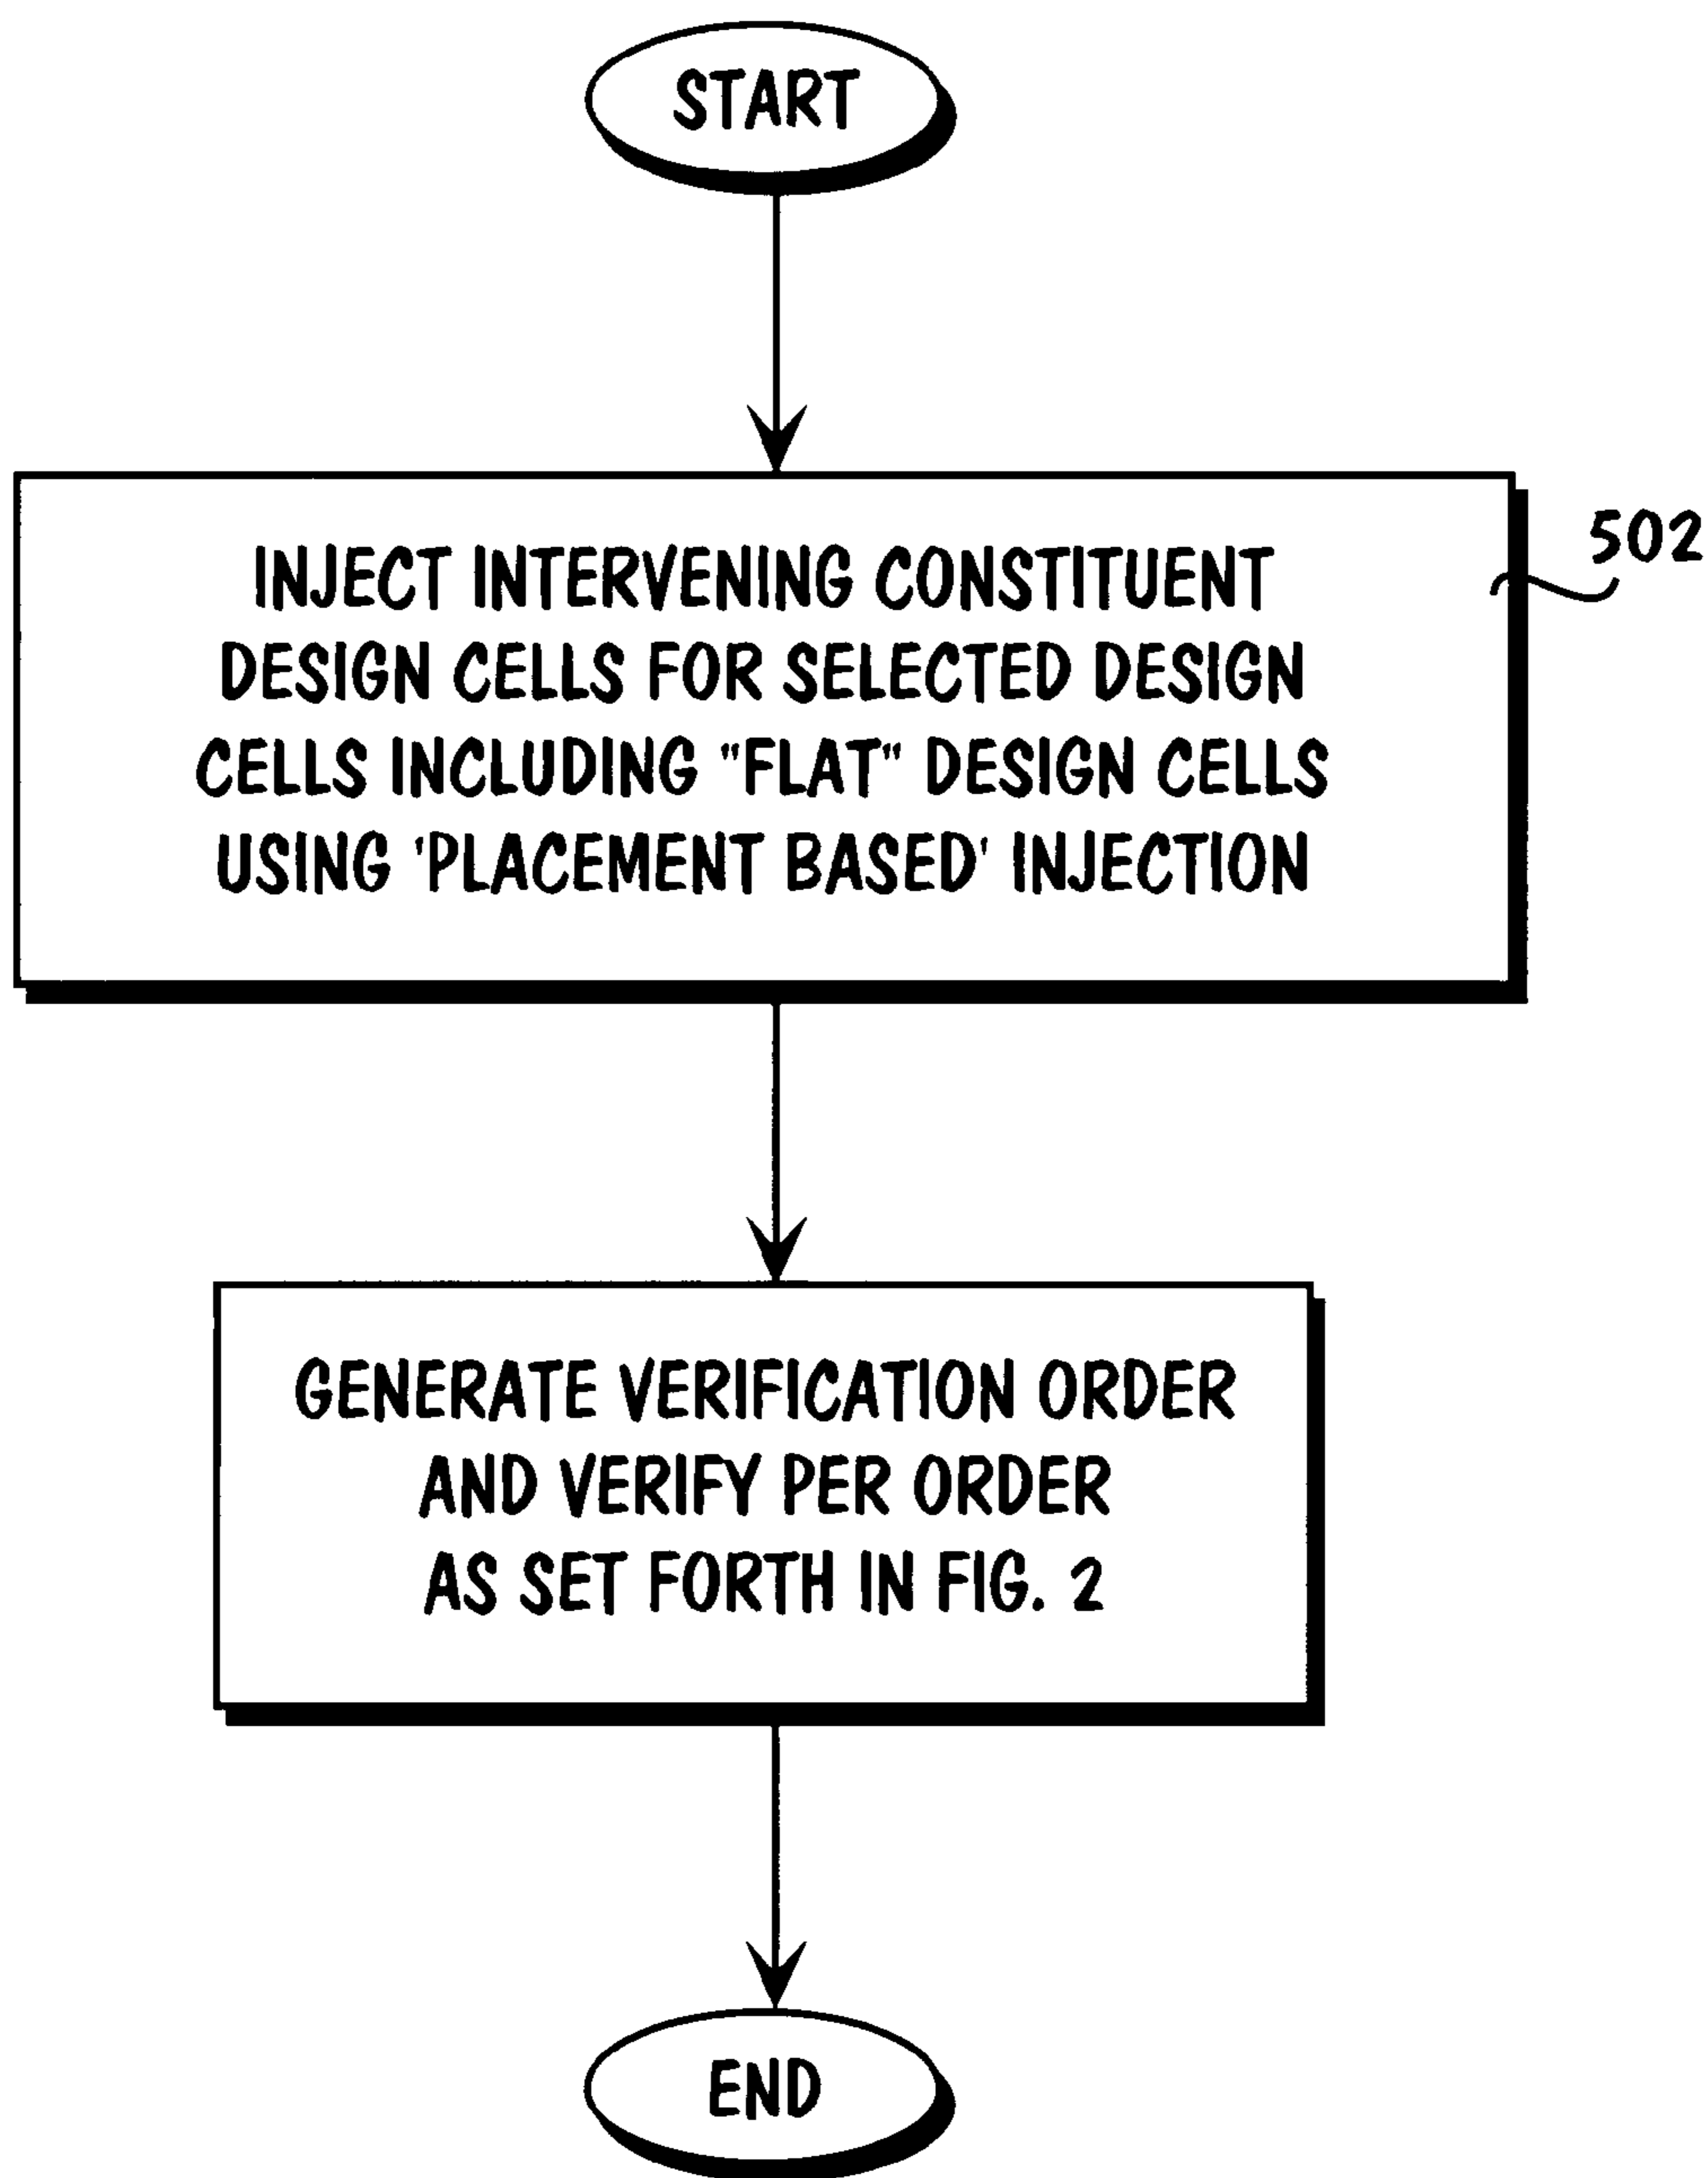 START
INJECT INTERVENING CONSTITUENT
DESIGN CELLS FOR SELECTED DESIGN
CELLS INCLUDING "FLAT" DESIGN CELLS
USING 'PLACEMENT BASED' INJECTION
502
GENERATE VERIFICATION ORDER
AND VERIFY PER ORDER
AS SET FORTH IN FIG. 2
END